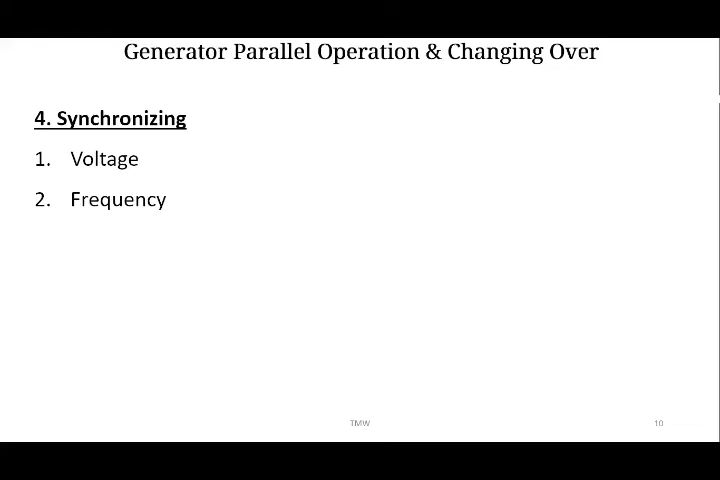 Generator Parallel Operation & Changing Over
4. Synchronizing
1. Voltage
2. Frequency
TMW
10